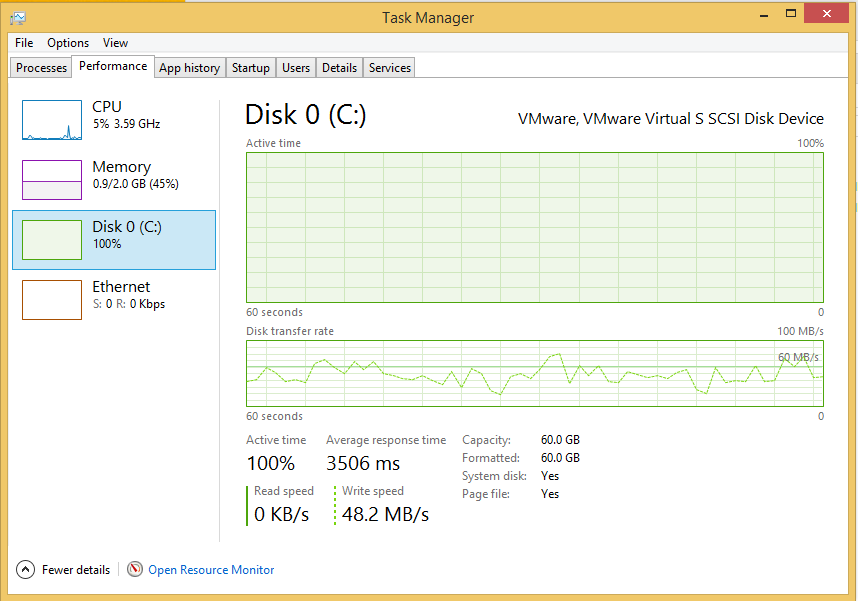 Task Manager
File Options View
Processes Performance App history Startup Users Details Services
CPU
5% 3.59 GHz
Memory
0.9/2.0 GB (45%)
Disk 0 (C:)
100%
Ethernet
S: 0 R: 0 Kbps
Disk 0 (C:) VMware, VMware Virtual S SCSI Disk Device
Active time 100%
60 seconds 0
Disk transfer rate 100 MB/s
60 MB/s
60 seconds 0
Active time Average response time
100% 3506 ms
Read speed Write speed
0 KB/s 48.2 MB/s
Capacity: 60.0 GB
Formatted: 60.0 GB
System disk: Yes
Page file: Yes
Fewer details Open Resource Monitor